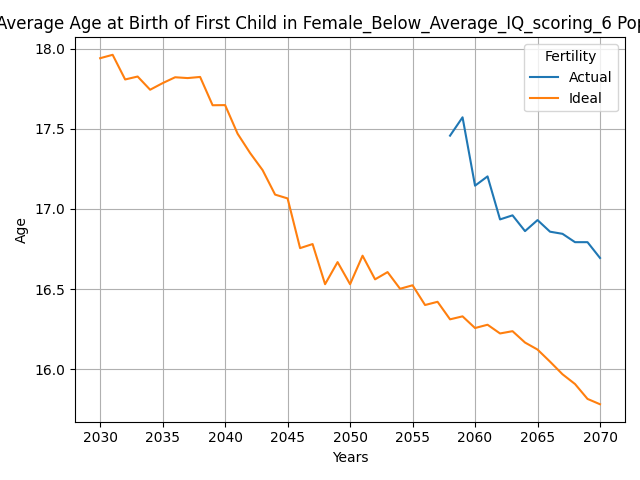 Average Age at Birth of First Child in Female_Below_Average_IQ_scoring_6 Pop
Fertility
Actual
Ideal
18.0
17.5
17.0
16.5
16.0
Age
2030 2035 2040 2045 2050 2055 2060 2065 2070
Years